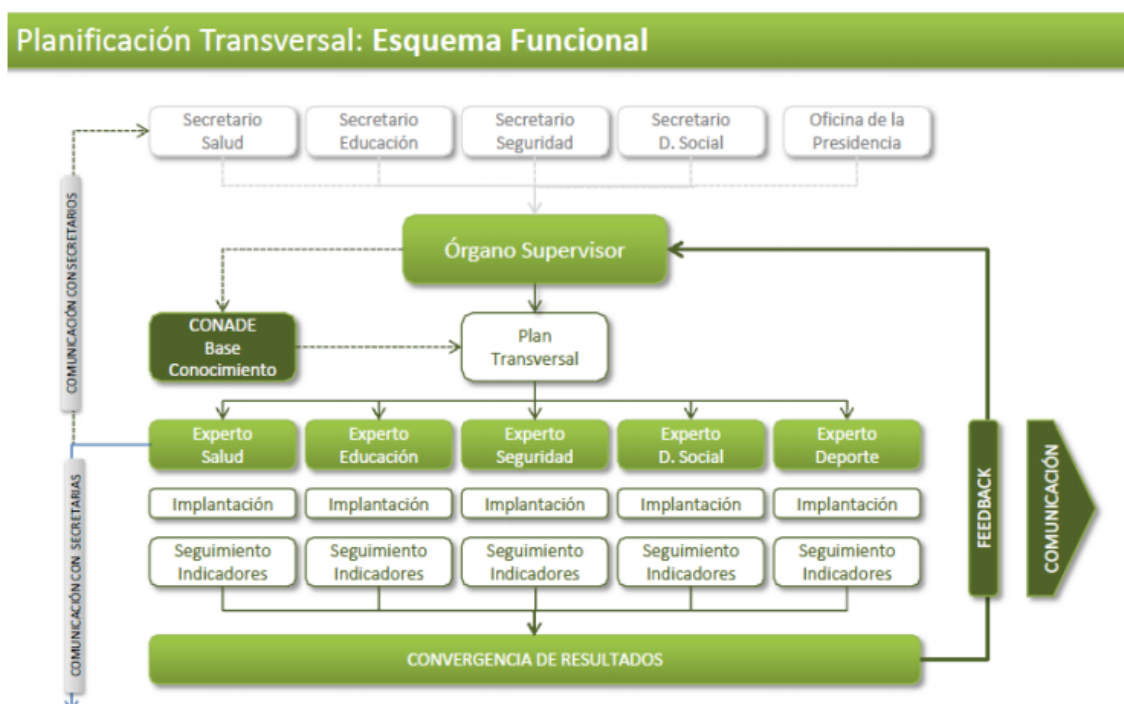 Planificación Transversal: Esquema Funcional
Secretario
Salud
Secretario
Educación
Secretario
Seguridad
Secretario
D. Social
Oficina de la
Presidencia
COMUNICACIÓN CON SECRETARIOS
Órgano Supervisor
CONADE
Base
Conocimiento
Plan
Transversal
Experto
Salud
Experto
Educación
Experto
Seguridad
Experto
D. Social
Experto
Deporte
Implantación
Implantación
Implantación
Implantación
Implantación
Seguimiento
Indicadores
Seguimiento
Indicadores
Seguimiento
Indicadores
Seguimiento
Indicadores
Seguimiento
Indicadores
COMUNICACIÓN CON SECRETARIAS
FEEDBACK
COMUNICACIÓN
CONVERGENCIA DE RESULTADOS